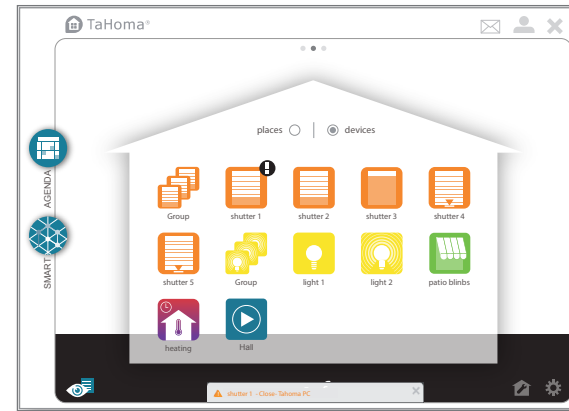 TaHoma®
places
devices
AGENDA
SMART
Group
shutter 1
shutter 2
shutter 3
shutter 4
shutter 5
Group
light 1
light 2
patio blinbs
heating
Hall
shutter 1 - Close- Tahoma PC